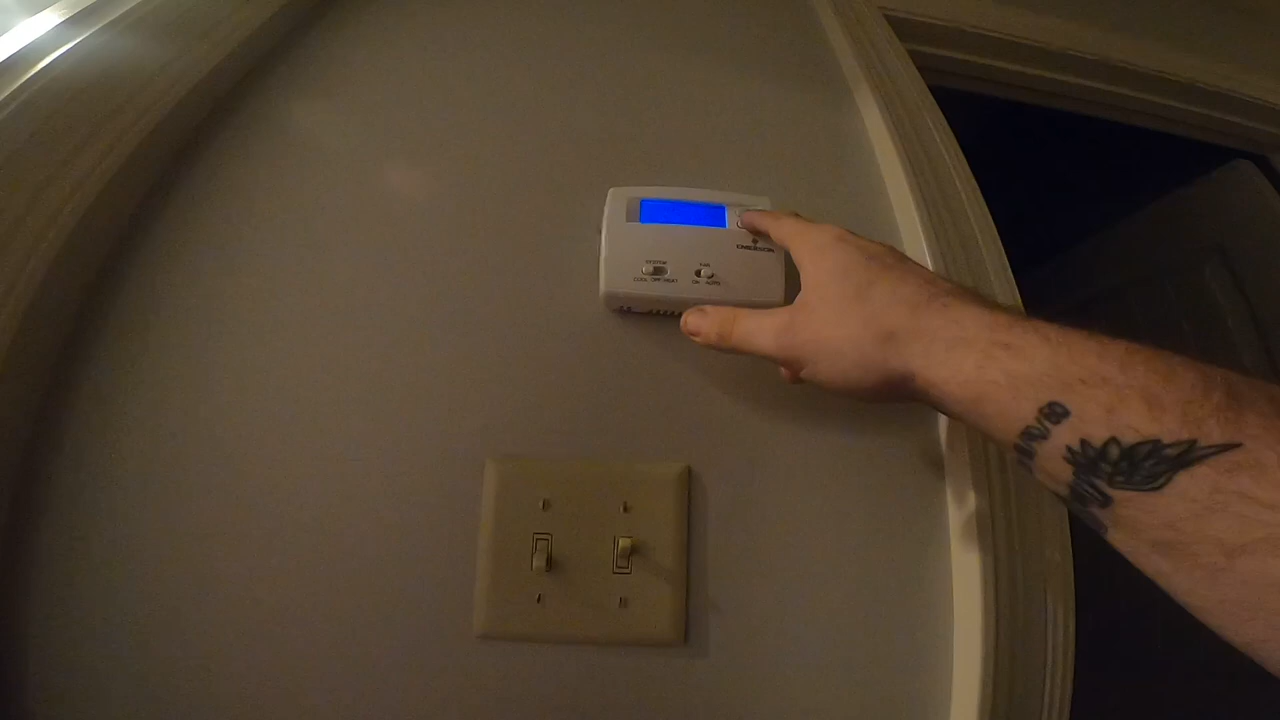 EMERSON
SYSTEM
FAN
COOL OFF HEAT
ON AUTO